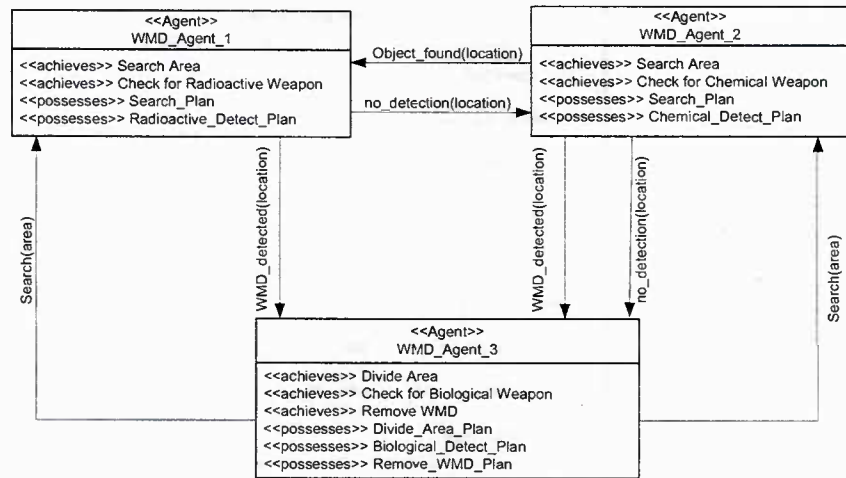 <<Agent>>
WMD_Agent_1
<<achieves>> Search Area
<<achieves>> Check for Radioactive Weapon
<<possesses>> Search_Plan
<<possesses>> Radioactive_Detect_Plan
Object_found(location)
no_detection(location)
<<Agent>>
WMD_Agent_2
<<achieves>> Search Area
<<achieves>> Check for Chemical Weapon
<<possesses>> Search_Plan
<<possesses>> Chemical_Detect_Plan
Search(area)
WMD_detected(location)
WMD_detected(location)
no_detection(location)
Search(area)
<<Agent>>
WMD_Agent_3
<<achieves>> Divide Area
<<achieves>> Check for Biological Weapon
<<achieves>> Remove WMD
<<possesses>> Divide_Area_Plan
<<possesses>> Biological_Detect_Plan
<<possesses>> Remove_WMD_Plan